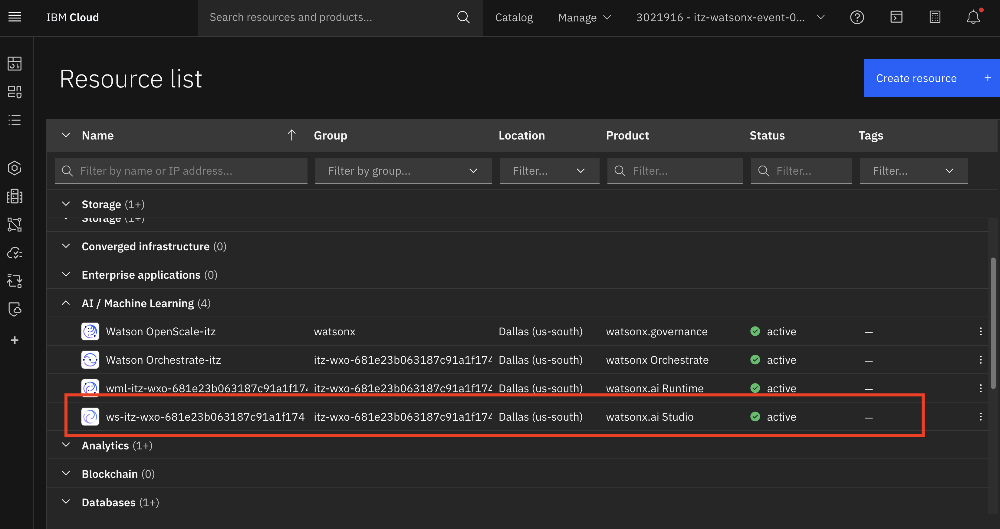 IBM Cloud
Search resources and products...
Catalog
Manage
3021916 - itz-watsonx-event-0...
Resource list
Create resource +
Name Group Location Product Status Tags
Filter by name or IP address... Filter by group... Filter... Filter... Filter... Filter...
Storage (1+)
Storage (1+)
Converged infrastructure (0)
Enterprise applications (0)
AI / Machine Learning (4)
Watson OpenScale-itz watsonx Dallas (us-south) watsonx.governance active –
Watson Orchestrate-itz itz-wxo-681e23b063187c91a1f174 Dallas (us-south) watsonx Orchestrate active –
wml-itz-wxo-681e23b063187c91a1f174 itz-wxo-681e23b063187c91a1f174 Dallas (us-south) watsonx.ai Runtime active –
ws-itz-wxo-681e23b063187c91a1f174 itz-wxo-681e23b063187c91a1f174 Dallas (us-south) watsonx.ai Studio active –
Analytics (1+)
Blockchain (0)
Databases (1+)